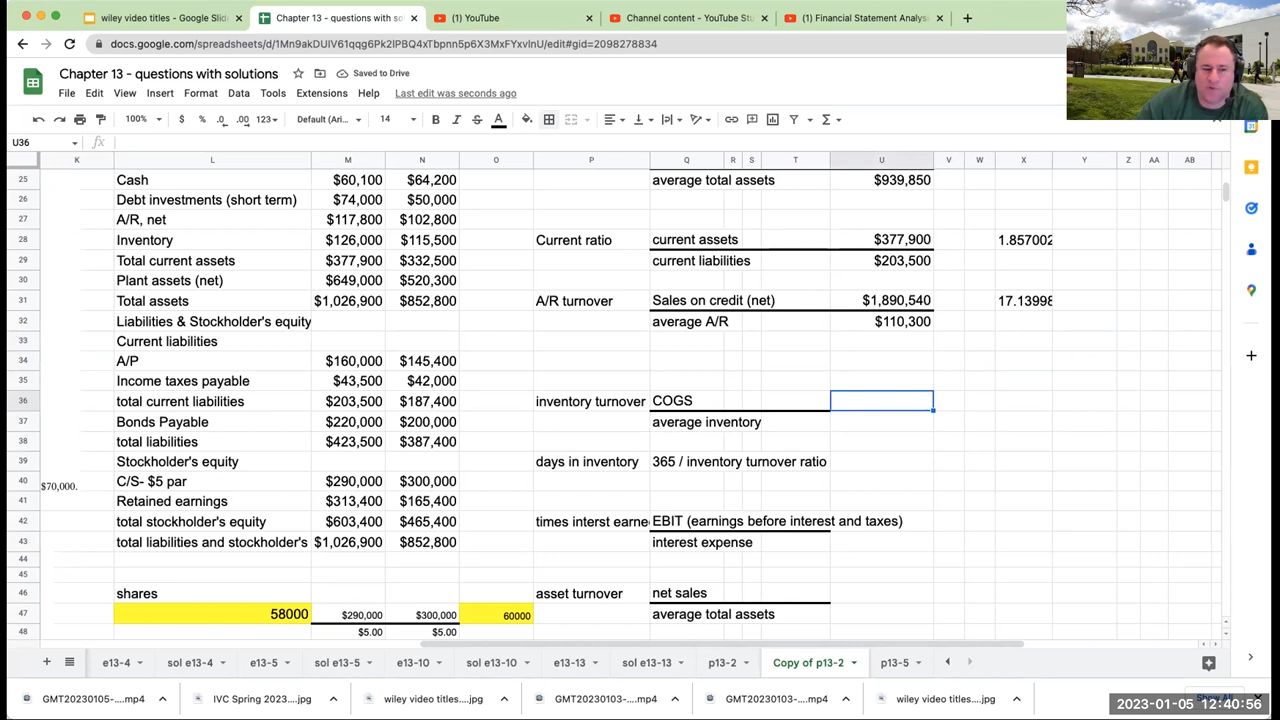 wiley video titles - Google Slid
Chapter 13 - questions with sol
(1) YouTube
Channel content - YouTube Stu
(1) Financial Statement Analys
docs.google.com/spreadsheets/d/1Mn9akDUIV61qqg6Pk2IPBQ4xTbpnn5p6X3MxFYxvlnU/edit#gid=2098278834
Chapter 13 - questions with solutions
Saved to Drive
File Edit View Insert Format Data Tools Extensions Help Last edit was seconds ago
100% $ % .0 .00 123 Default (Ari... 14 B I S A
U36 fx
K L M N O P Q R S T U V W X Y Z AA AB
25 Cash $60,100 $64,200 average total assets $939,850
26 Debt investments (short term) $74,000 $50,000
27 A/R, net $117,800 $102,800
28 Inventory $126,000 $115,500 Current ratio current assets $377,900 1.857002
29 Total current assets $377,900 $332,500 current liabilities $203,500
30 Plant assets (net) $649,000 $520,300
31 Total assets $1,026,900 $852,800 A/R turnover Sales on credit (net) $1,890,540 17.13998
32 Liabilities & Stockholder's equity average A/R $110,300
33 Current liabilities
34 A/P $160,000 $145,400
35 Income taxes payable $43,500 $42,000
36 total current liabilities $203,500 $187,400 inventory turnover COGS
37 Bonds Payable $220,000 $200,000 average inventory
38 total liabilities $423,500 $387,400
39 Stockholder's equity days in inventory 365 / inventory turnover ratio
40 $70,000. C/S- $5 par $290,000 $300,000
41 Retained earnings $313,400 $165,400
42 total stockholder's equity $603,400 $465,400 times interst earne EBIT (earnings before interest and taxes)
43 total liabilities and stockholder's $1,026,900 $852,800 interest expense
44
45
46 shares asset turnover net sales
47 58000 $290,000 $300,000 60000 average total assets
48 $5.00 $5.00
e13-4 sol e13-4 e13-5 sol e13-5 e13-10 sol e13-10 e13-13 sol e13-13 p13-2 Copy of p13-2 p13-5
GMT20230105-....mp4 IVC Spring 2023....jpg wiley video titles....jpg GMT20230103-....mp4 GMT20230103-....mp4 wiley video titles....jpg Show All
2023-01-05 12:40:56